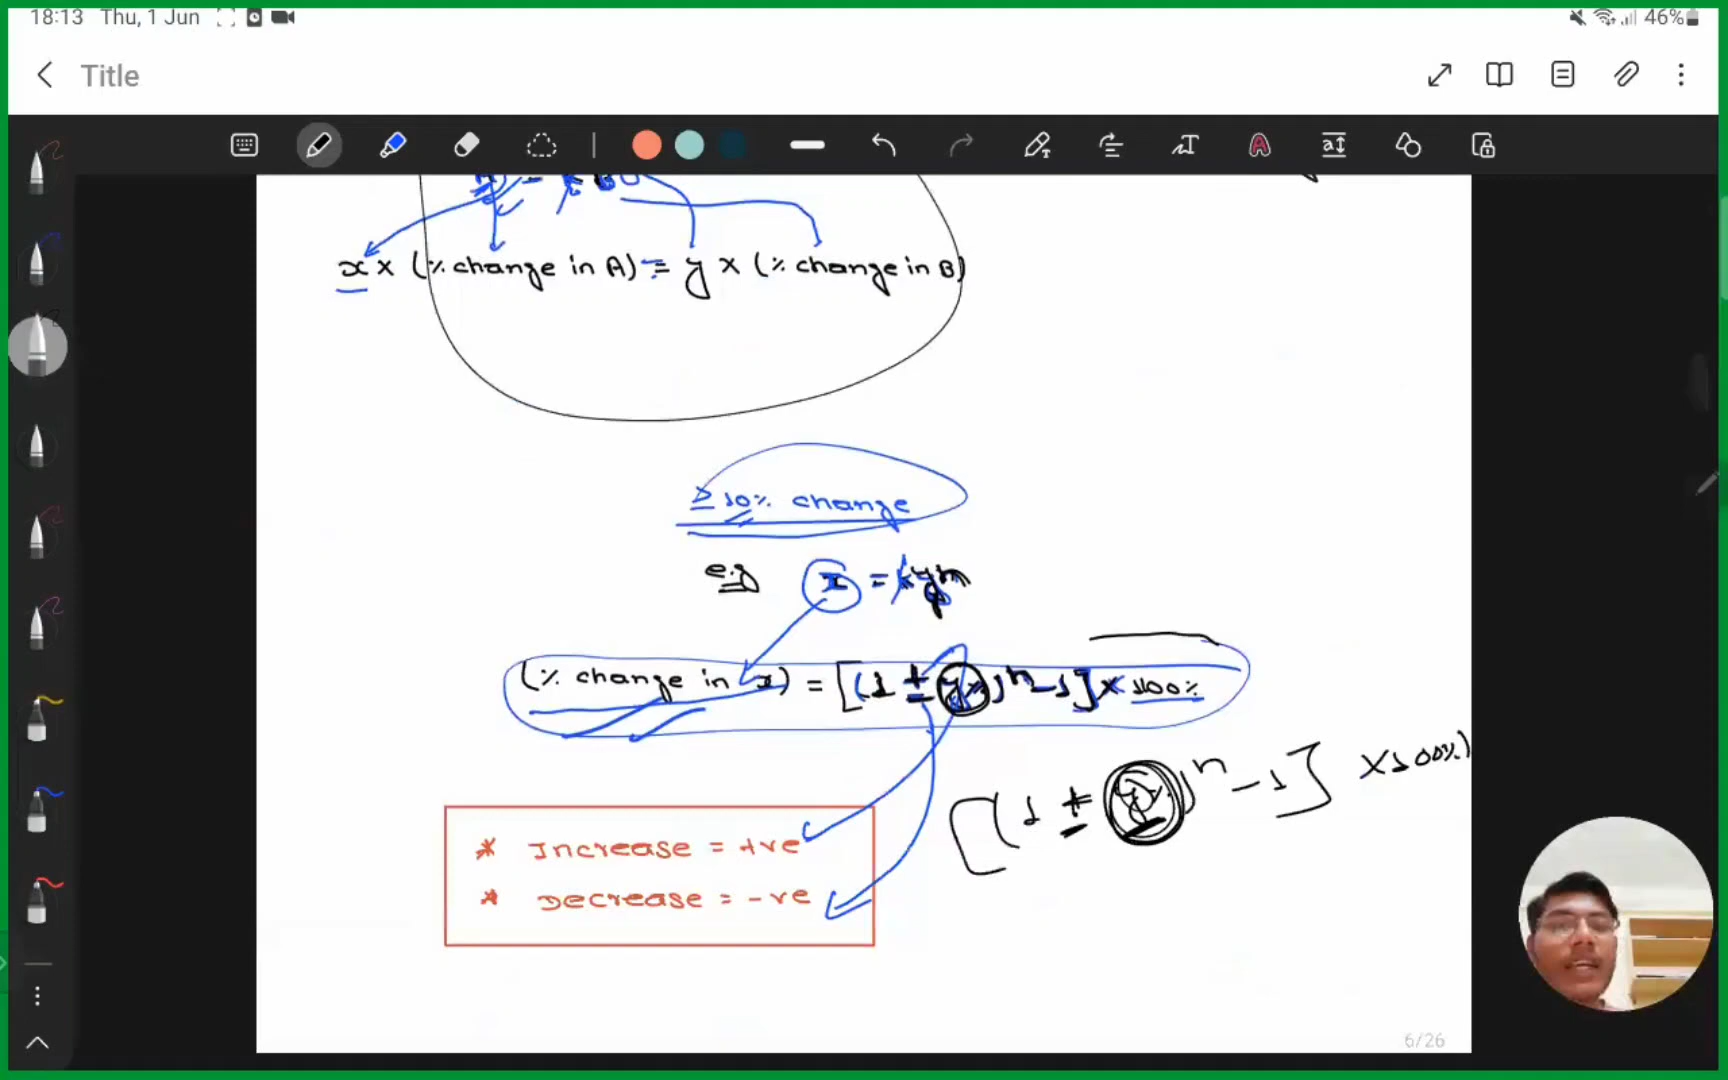 18:13 Thu, 1 Jun 46%
Title
x × (% change in A) = y × (% change in B)
≥ 10% change
e.g x = kyⁿ
(% change in x) = [(1 ± y%)ⁿ - 1] × 100%
[(1 ± y%)ⁿ - 1] × 100%)
* Increase = +ve
* Decrease = -ve
6/26